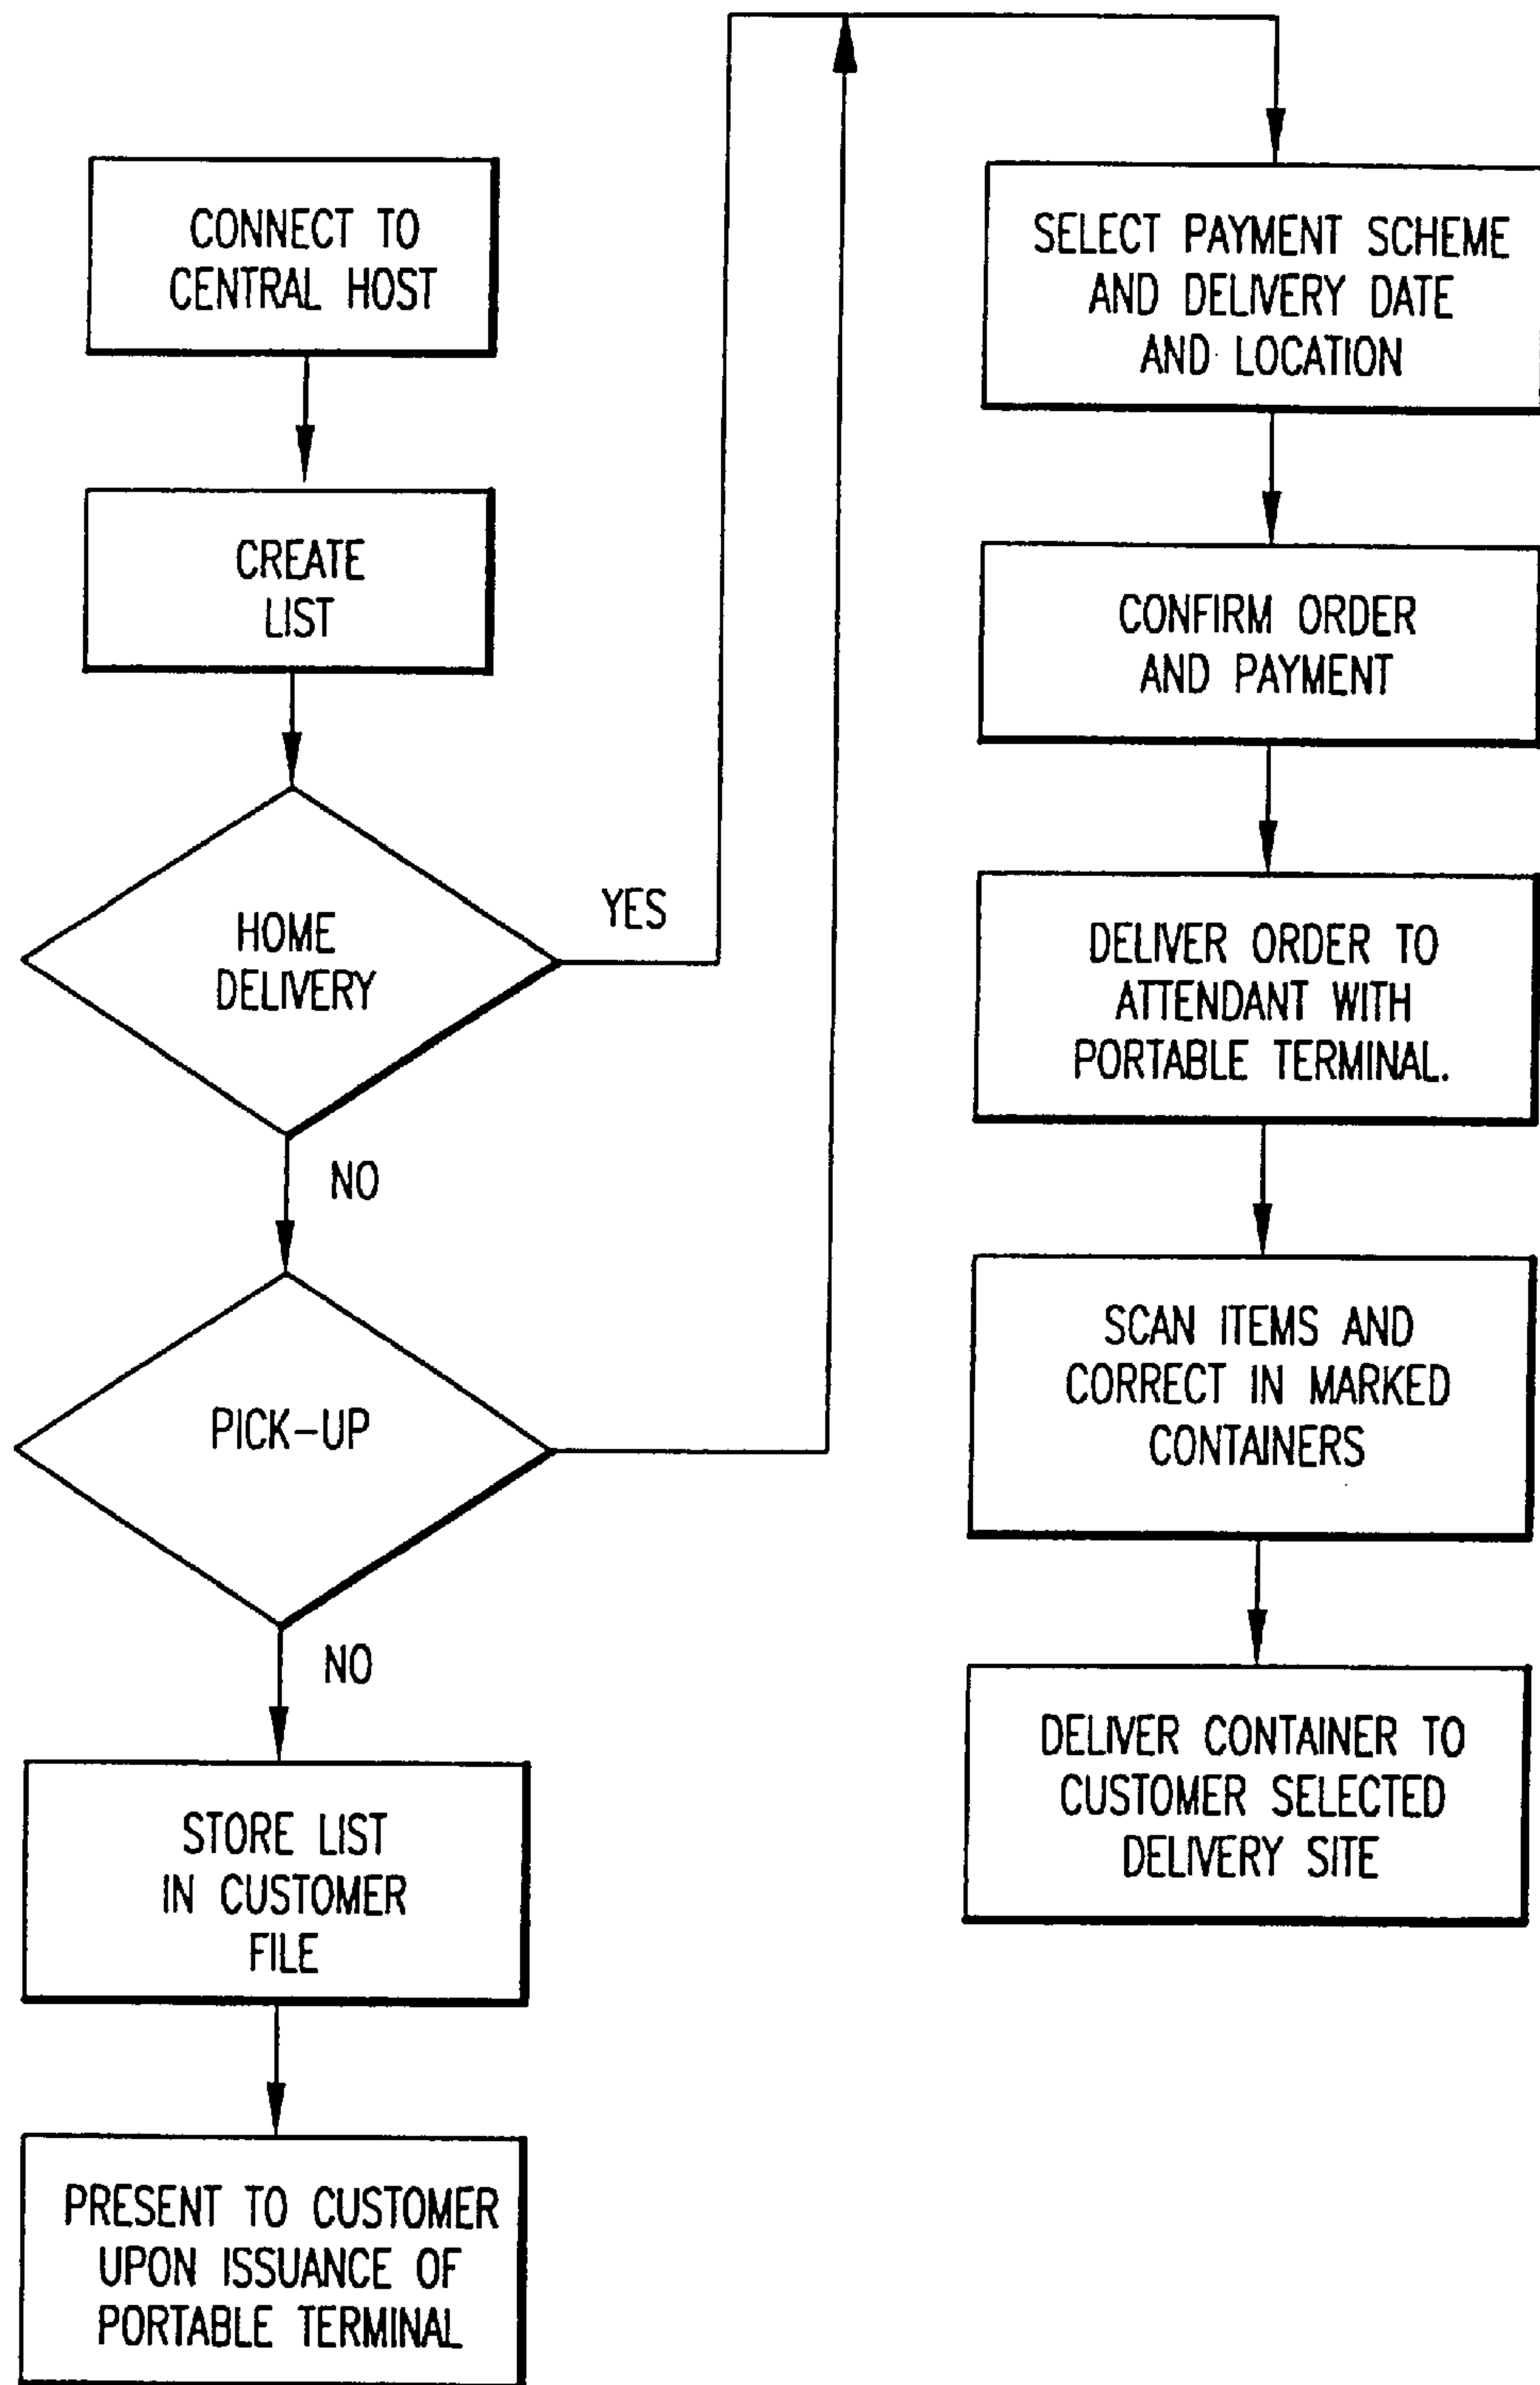 CONNECT TO
CENTRAL HOST
CREATE
LIST
HOME
DELIVERY
YES
NO
PICK-UP
NO
STORE LIST
IN CUSTOMER
FILE
PRESENT TO CUSTOMER
UPON ISSUANCE OF
PORTABLE TERMINAL
SELECT PAYMENT SCHEME
AND DELIVERY DATE
AND LOCATION
CONFIRM ORDER
AND PAYMENT
DELIVER ORDER TO
ATTENDANT WITH
PORTABLE TERMINAL.
SCAN ITEMS AND
CORRECT IN MARKED
CONTAINERS
DELIVER CONTAINER TO
CUSTOMER SELECTED
DELIVERY SITE